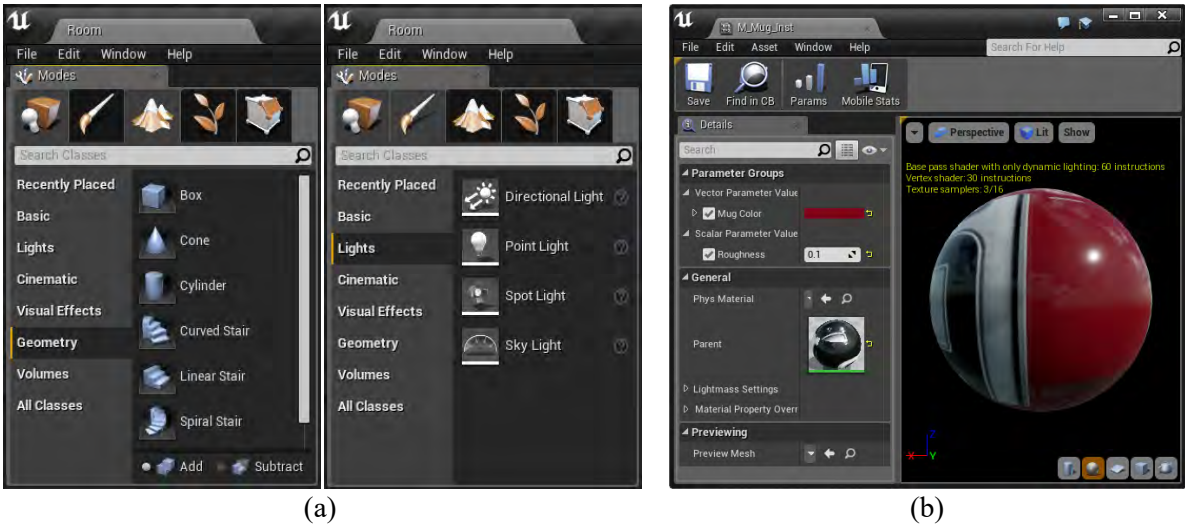 Room
File Edit Window Help
Modes
Search Classes
Recently Placed
Basic
Lights
Cinematic
Visual Effects
Geometry
Volumes
All Classes
Box
Cone
Cylinder
Curved Stair
Linear Stair
Spiral Stair
Add Subtract
Room
File Edit Window Help
Modes
Search Classes
Recently Placed
Basic
Lights
Cinematic
Visual Effects
Geometry
Volumes
All Classes
Directional Light
Point Light
Spot Light
Sky Light
(a)
M_Mug_Inst
File Edit Asset Window Help
Search For Help
Save Find in CB Params Mobile Stats
Details
Search
Parameter Groups
Vector Parameter Value
Mug Color
Scalar Parameter Value
Roughness 0.1
General
Phys Material
Parent
Lightmass Settings
Material Property Overr
Previewing
Preview Mesh
Perspective Lit Show
Base pass shader with only dynamic lighting: 60 instructions
Vertex shader: 30 instructions
Texture samplers: 3/16
Z
X Y
(b)